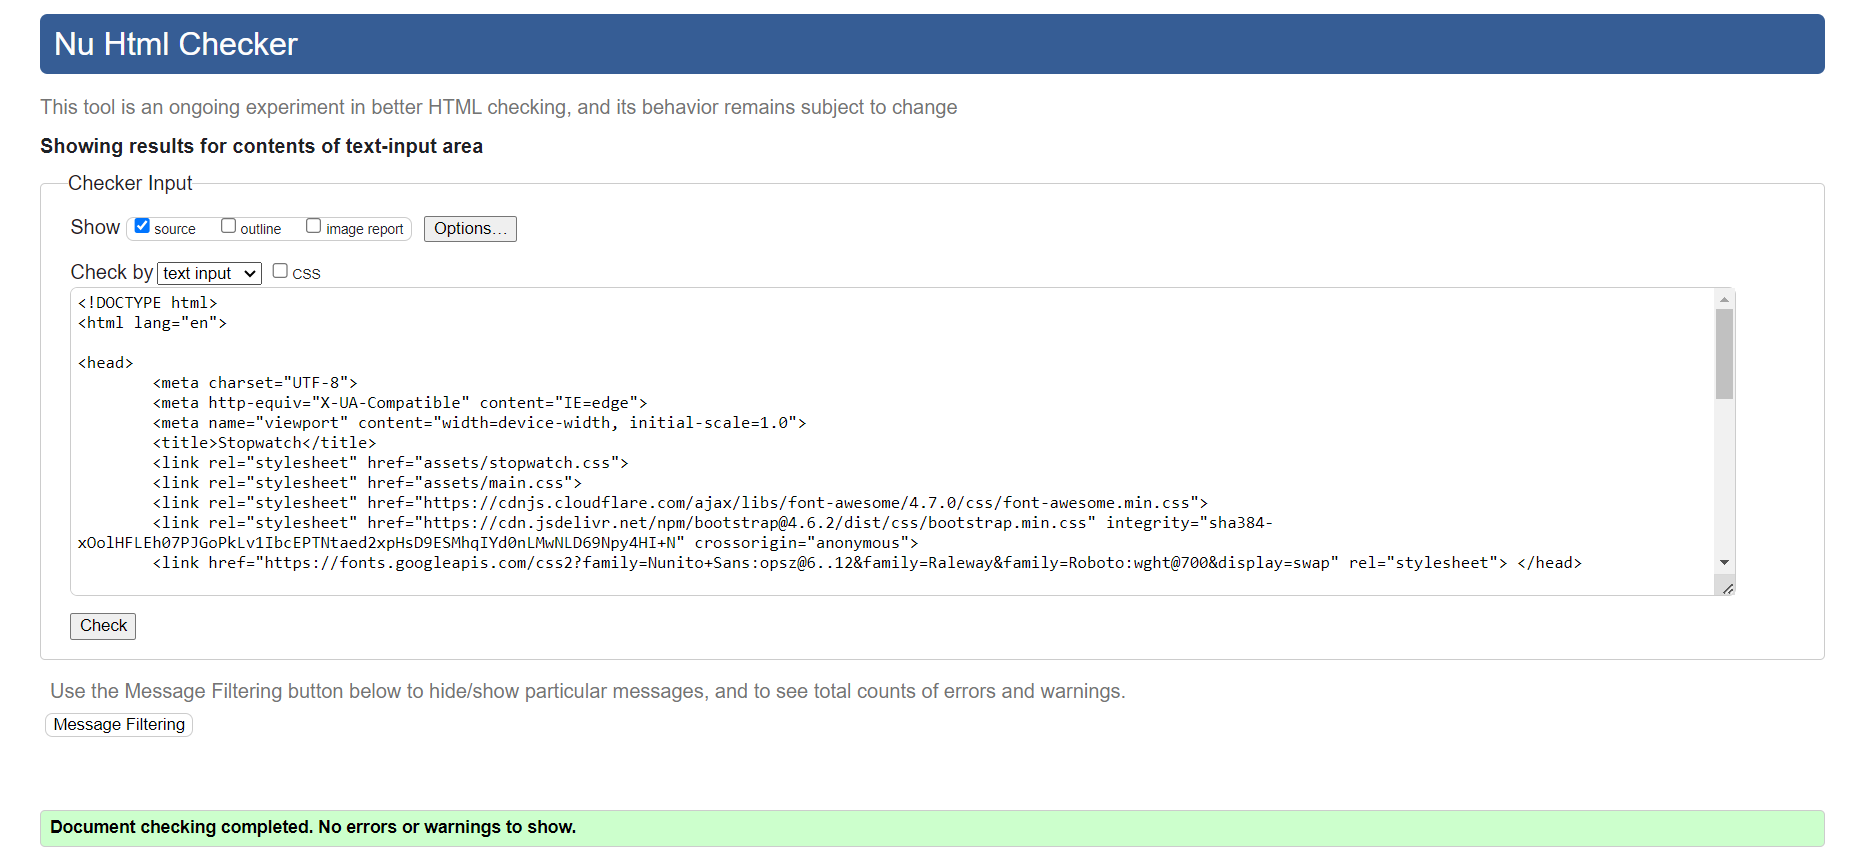 Nu Html Checker
This tool is an ongoing experiment in better HTML checking, and its behavior remains subject to change
Showing results for contents of text-input area
Checker Input
Show source outline image report Options...
Check by text input CSS
<!DOCTYPE html>
<html lang="en">
<head>
<meta charset="UTF-8">
<meta http-equiv="X-UA-Compatible" content="IE=edge">
<meta name="viewport" content="width=device-width, initial-scale=1.0">
<title>Stopwatch</title>
<link rel="stylesheet" href="assets/stopwatch.css">
<link rel="stylesheet" href="assets/main.css">
<link rel="stylesheet" href="https://cdnjs.cloudflare.com/ajax/libs/font-awesome/4.7.0/css/font-awesome.min.css">
<link rel="stylesheet" href="https://cdn.jsdelivr.net/npm/bootstrap@4.6.2/dist/css/bootstrap.min.css" integrity="sha384-
xOolHFLEh07PJGoPkLv1IbcEPTNtaed2xpHsD9ESMhqIYd0nLMwNLD69Npy4HI+N" crossorigin="anonymous">
<link href="https://fonts.googleapis.com/css2?family=Nunito+Sans:opsz@6..12&family=Raleway&family=Roboto:wght@700&display=swap" rel="stylesheet"> </head>
Check
Use the Message Filtering button below to hide/show particular messages, and to see total counts of errors and warnings.
Message Filtering
Document checking completed. No errors or warnings to show.